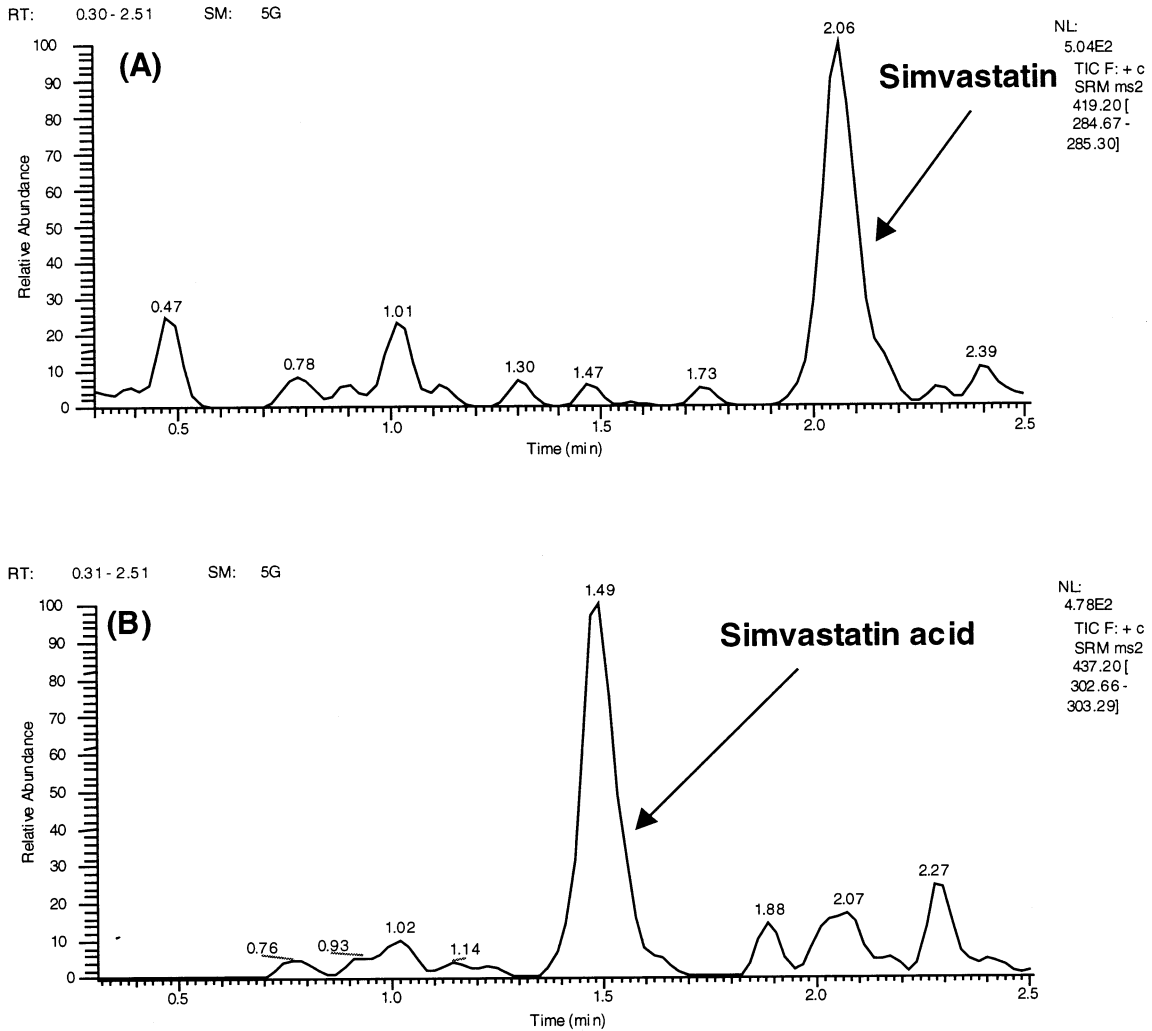 RT: 0.30 - 2.51 SM: 5G
NL:
5.04E2
TIC F: + c
SRM ms2
419.20 [
284.67 -
285.30]
(A)
Simvastatin
2.06
0.47
0.78
1.01
1.30
1.47
1.73
2.39
Relative Abundance
100
90
80
70
60
50
40
30
20
10
0
0.5 1.0 1.5 2.0 2.5
Time (min)
RT: 0.31 - 2.51 SM: 5G
NL:
4.78E2
TIC F: + c
SRM ms2
437.20 [
302.66 -
303.29]
(B)
Simvastatin acid
1.49
0.76
0.93
1.02
1.14
1.88
2.07
2.27
Relative Abundance
100
90
80
70
60
50
40
30
20
10
0
0.5 1.0 1.5 2.0 2.5
Time (min)